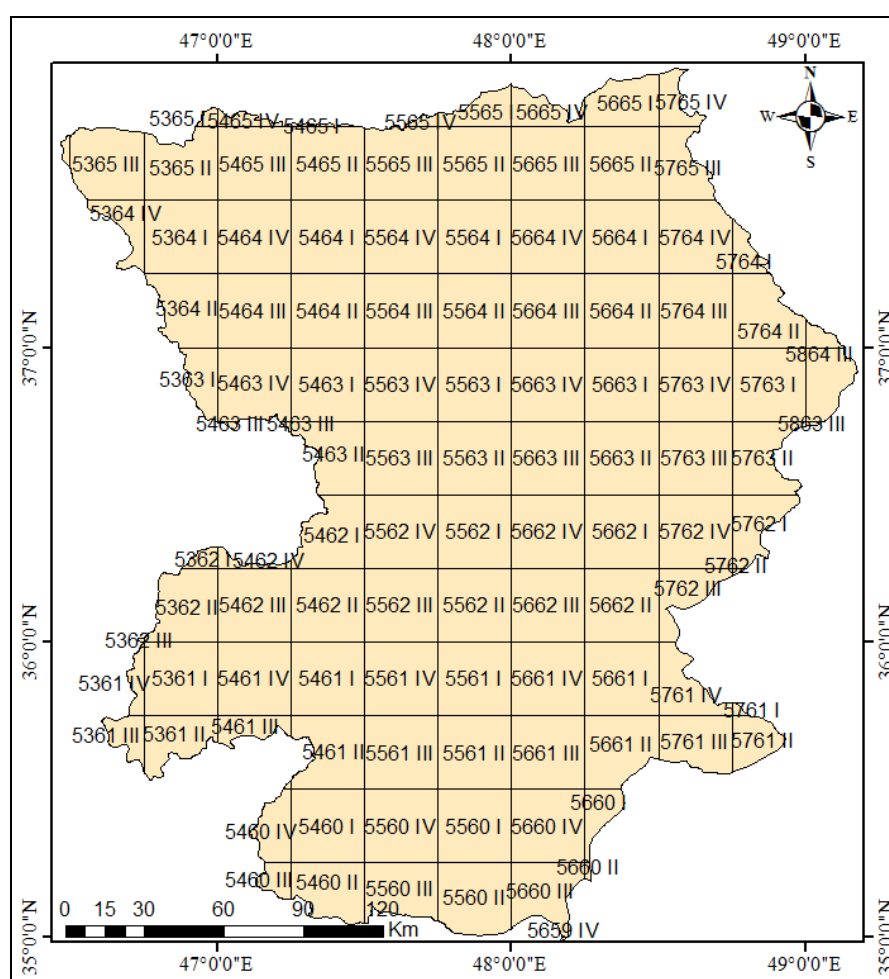 47°0'0"E 48°0'0"E 49°0'0"E
N
W E
S
5365 I 5465 IV 5465 I 5565 IV 5565 I 5665 IV 5665 I 5765 IV
5365 III 5365 II 5465 III 5465 II 5565 III 5565 II 5665 III 5665 II 5765 III
5364 IV
5364 I 5464 IV 5464 I 5564 IV 5564 I 5664 IV 5664 I 5764 IV
5764 I
5364 II 5464 III 5464 II 5564 III 5564 II 5664 III 5664 II 5764 III
5764 II
37°0'0"N 5864 III 37°0'0"N
5363 I 5463 IV 5463 I 5563 IV 5563 I 5663 IV 5663 I 5763 IV 5763 I
5463 III 5463 III 5863 III
5463 II 5563 III 5563 II 5663 III 5663 II 5763 III 5763 II
5462 I 5562 IV 5562 I 5662 IV 5662 I 5762 IV 5762 I
5362 I 5462 IV 5762 II
5762 III
5362 II 5462 III 5462 II 5562 III 5562 II 5662 III 5662 II
36°0'0"N 5362 III 36°0'0"N
5361 IV 5361 I 5461 IV 5461 I 5561 IV 5561 I 5661 IV 5661 I
5761 IV
5761 I
5361 III 5361 II 5461 III
5461 II 5561 III 5561 II 5661 III 5661 II 5761 III 5761 II
5660 I
5460 IV 5460 I 5560 IV 5560 I 5660 IV
5660 II
5460 III 5460 II 5560 III 5560 II 5660 III
0 15 30 60 90 120
Km
5659 IV
35°0'0"N 35°0'0"N
47°0'0"E 48°0'0"E 49°0'0"E